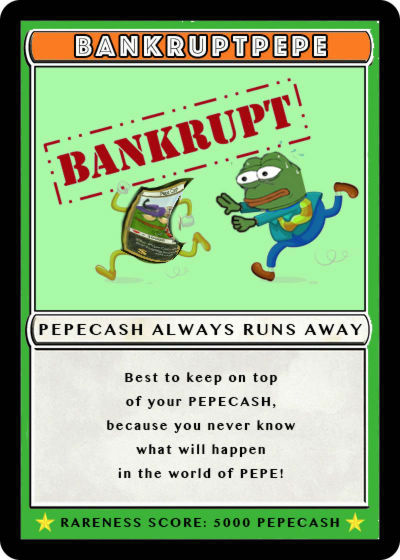 BANKRUPTPEPE
BANKRUPT
PEPECASH ALWAYS RUNS AWAY
Best to keep on top
of your PEPECASH,
because you never know
what will happen
in the world of PEPE!
RARENESS SCORE: 5000 PEPECASH